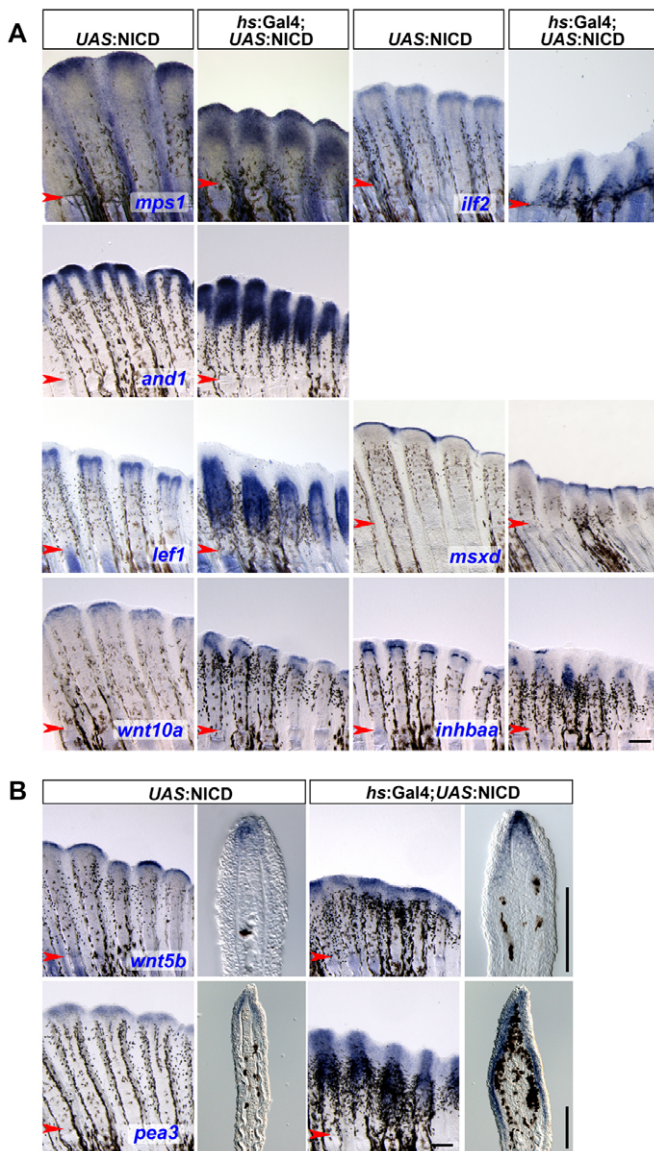 A
UAS:NICD
hs:Gal4;
UAS:NICD
UAS:NICD
hs:Gal4;
UAS:NICD
mps1
ilf2
and1
lef1
msxd
wnt10a
inhbaa
B
UAS:NICD
hs:Gal4;UAS:NICD
wnt5b
pea3